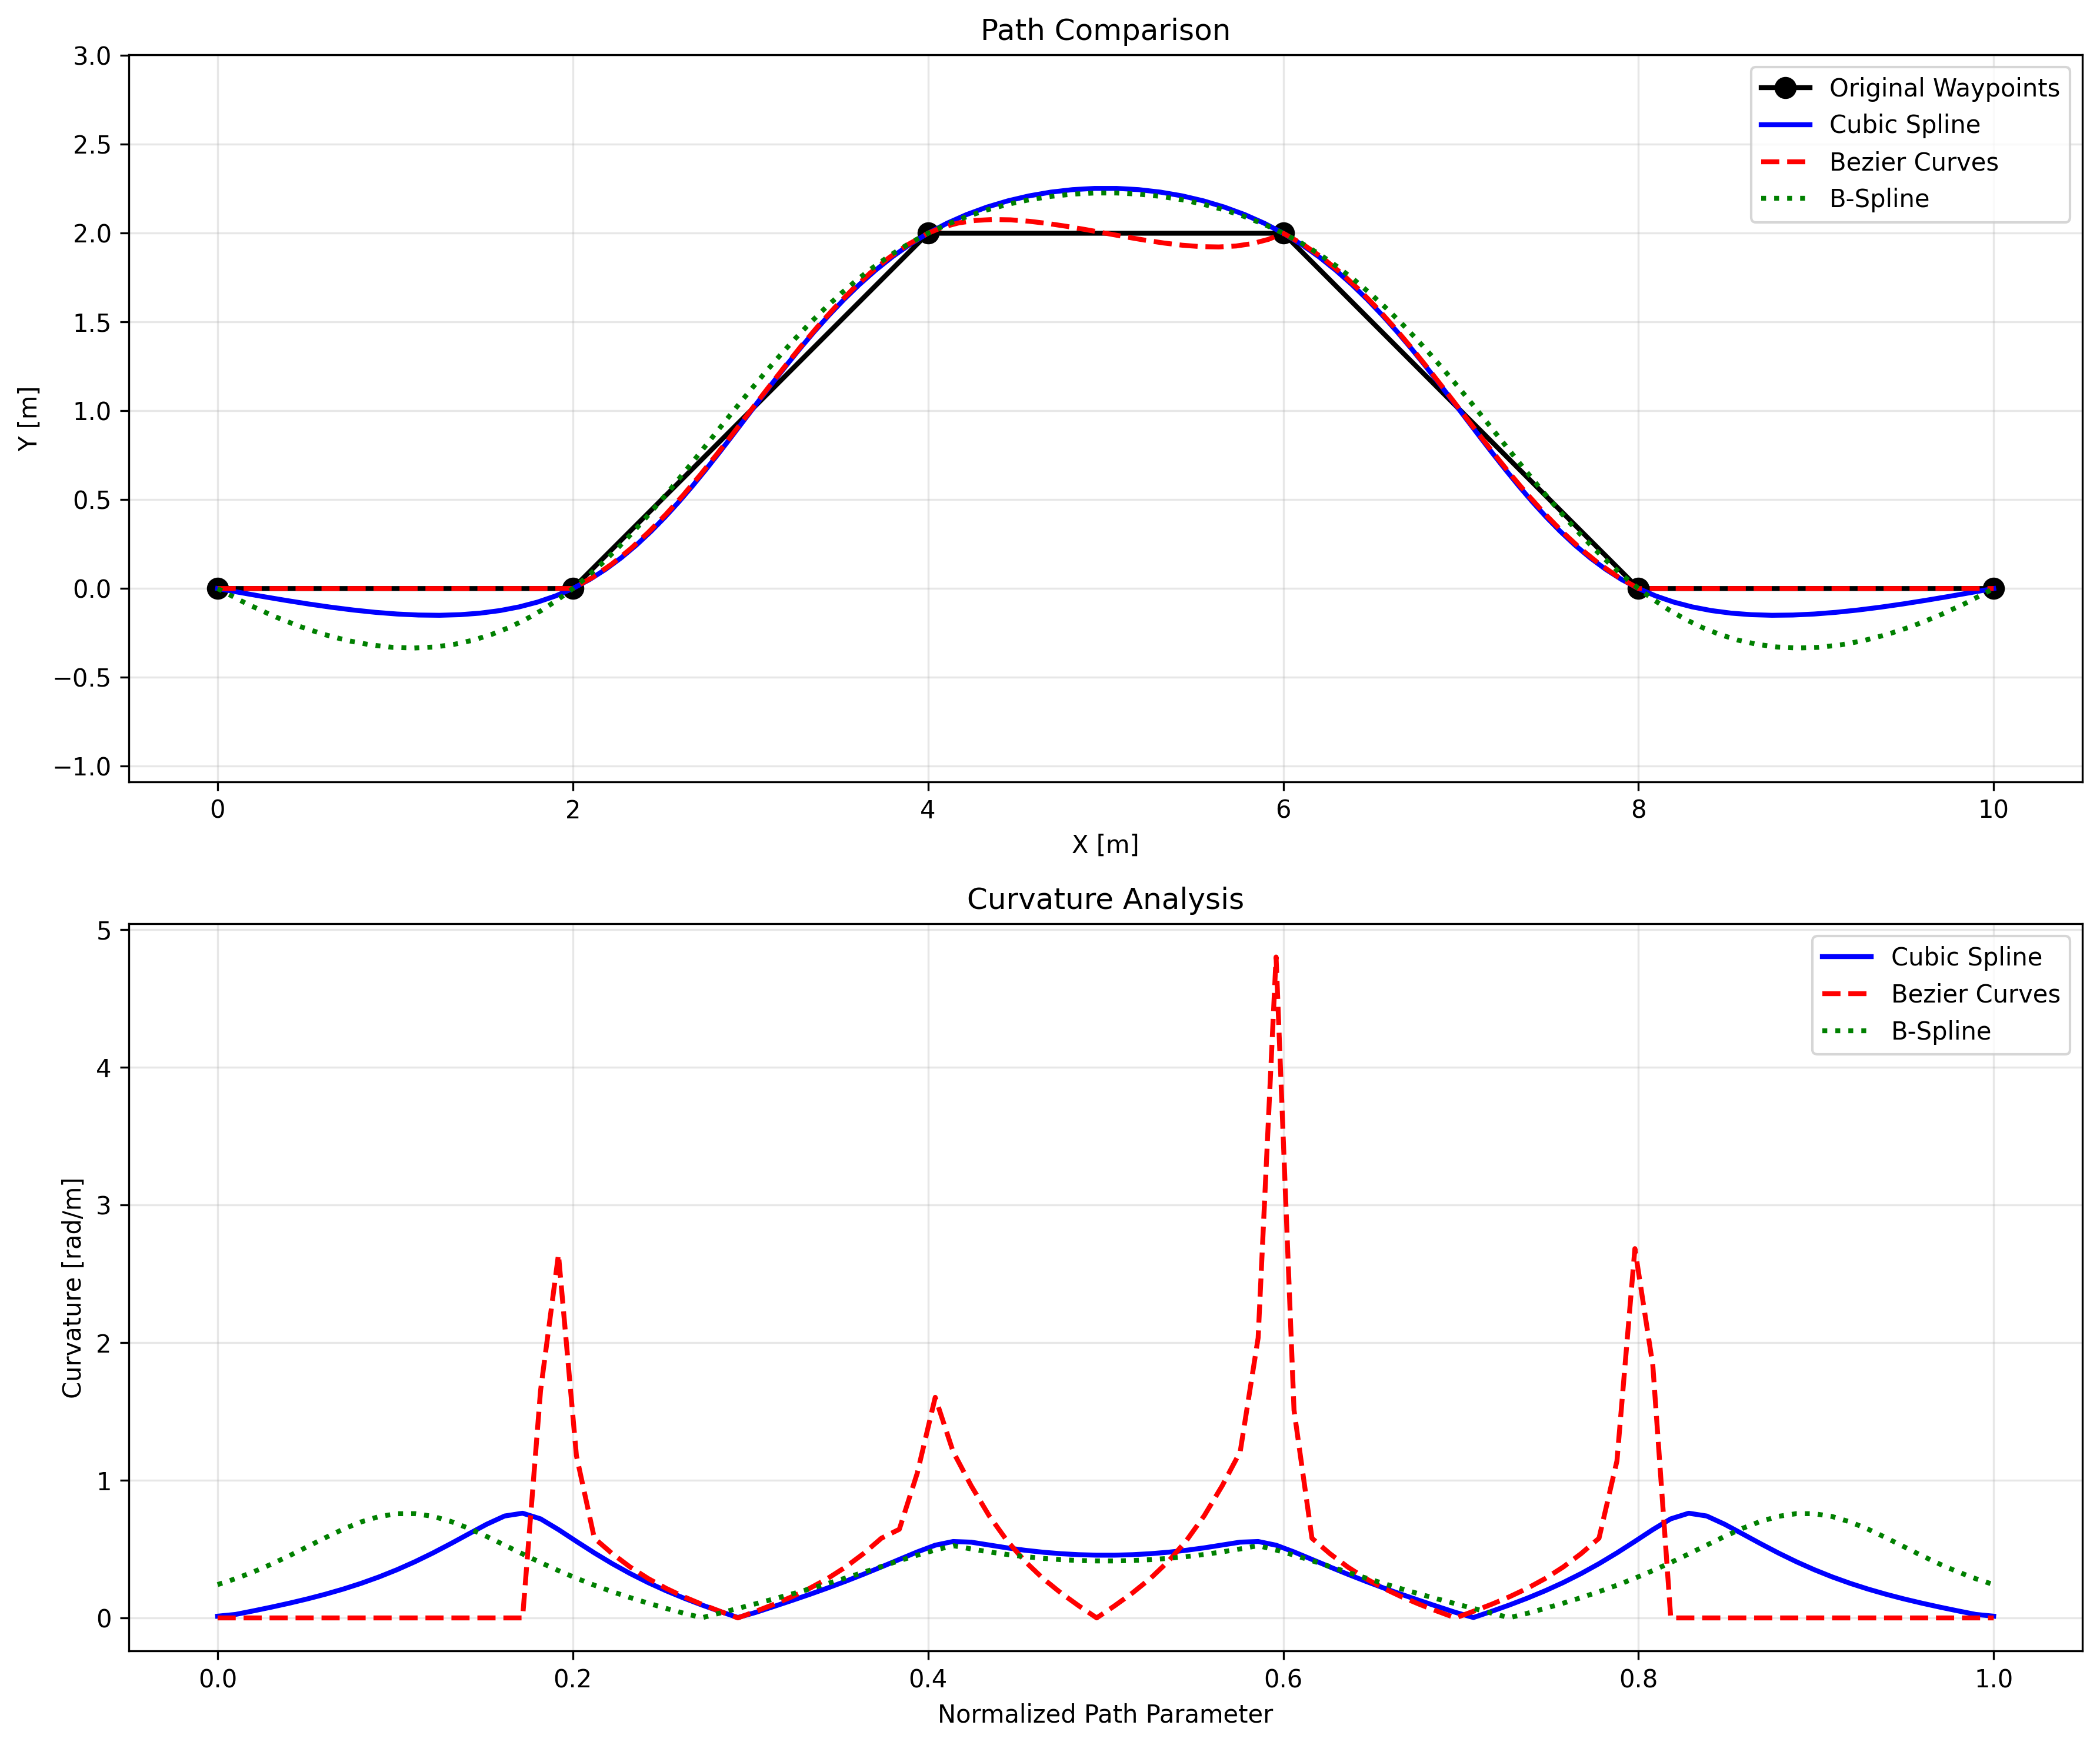 Path Comparison
3.0
2.5
2.0
1.5
1.0
0.5
0.0
−0.5
−1.0
Y [m]
Original Waypoints
Cubic Spline
Bezier Curves
B-Spline
0 2 4 6 8 10
X [m]
Curvature Analysis
5
4
3
2
1
0
Curvature [rad/m]
Cubic Spline
Bezier Curves
B-Spline
0.0 0.2 0.4 0.6 0.8 1.0
Normalized Path Parameter